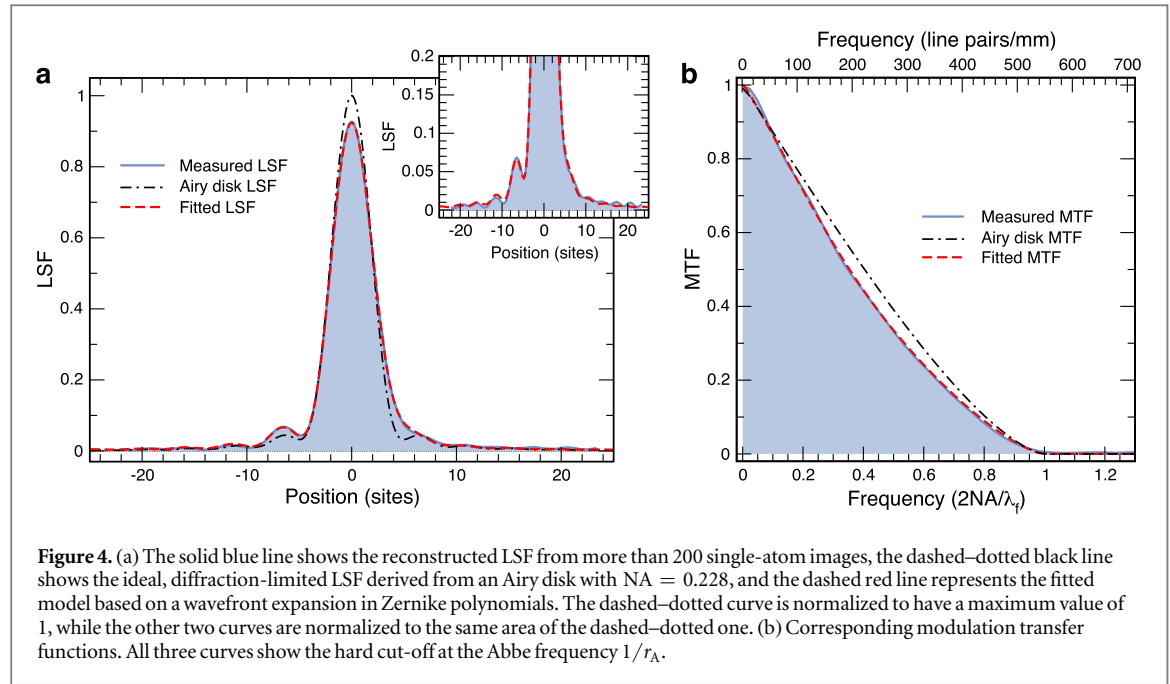 a
LSF
1
0.8
0.6
0.4
0.2
0
-20
-10
0
10
20
Position (sites)
Measured LSF
Airy disk LSF
Fitted LSF
LSF
0.2
0.15
0.1
0.05
0
-20
-10
0
10
20
Position (sites)
b
Frequency (line pairs/mm)
0
100
200
300
400
500
600
700
MTF
1
0.8
0.6
0.4
0.2
0
Measured MTF
Airy disk MTF
Fitted MTF
0
0.2
0.4
0.6
0.8
1
1.2
Frequency (2NA/λf)
Figure 4. (a) The solid blue line shows the reconstructed LSF from more than 200 single-atom images, the dashed–dotted black line
shows the ideal, diffraction-limited LSF derived from an Airy disk with NA = 0.228, and the dashed red line represents the fitted
model based on a wavefront expansion in Zernike polynomials. The dashed–dotted curve is normalized to have a maximum value of
1, while the other two curves are normalized to the same area of the dashed–dotted one. (b) Corresponding modulation transfer
functions. All three curves show the hard cut-off at the Abbe frequency 1/rA.